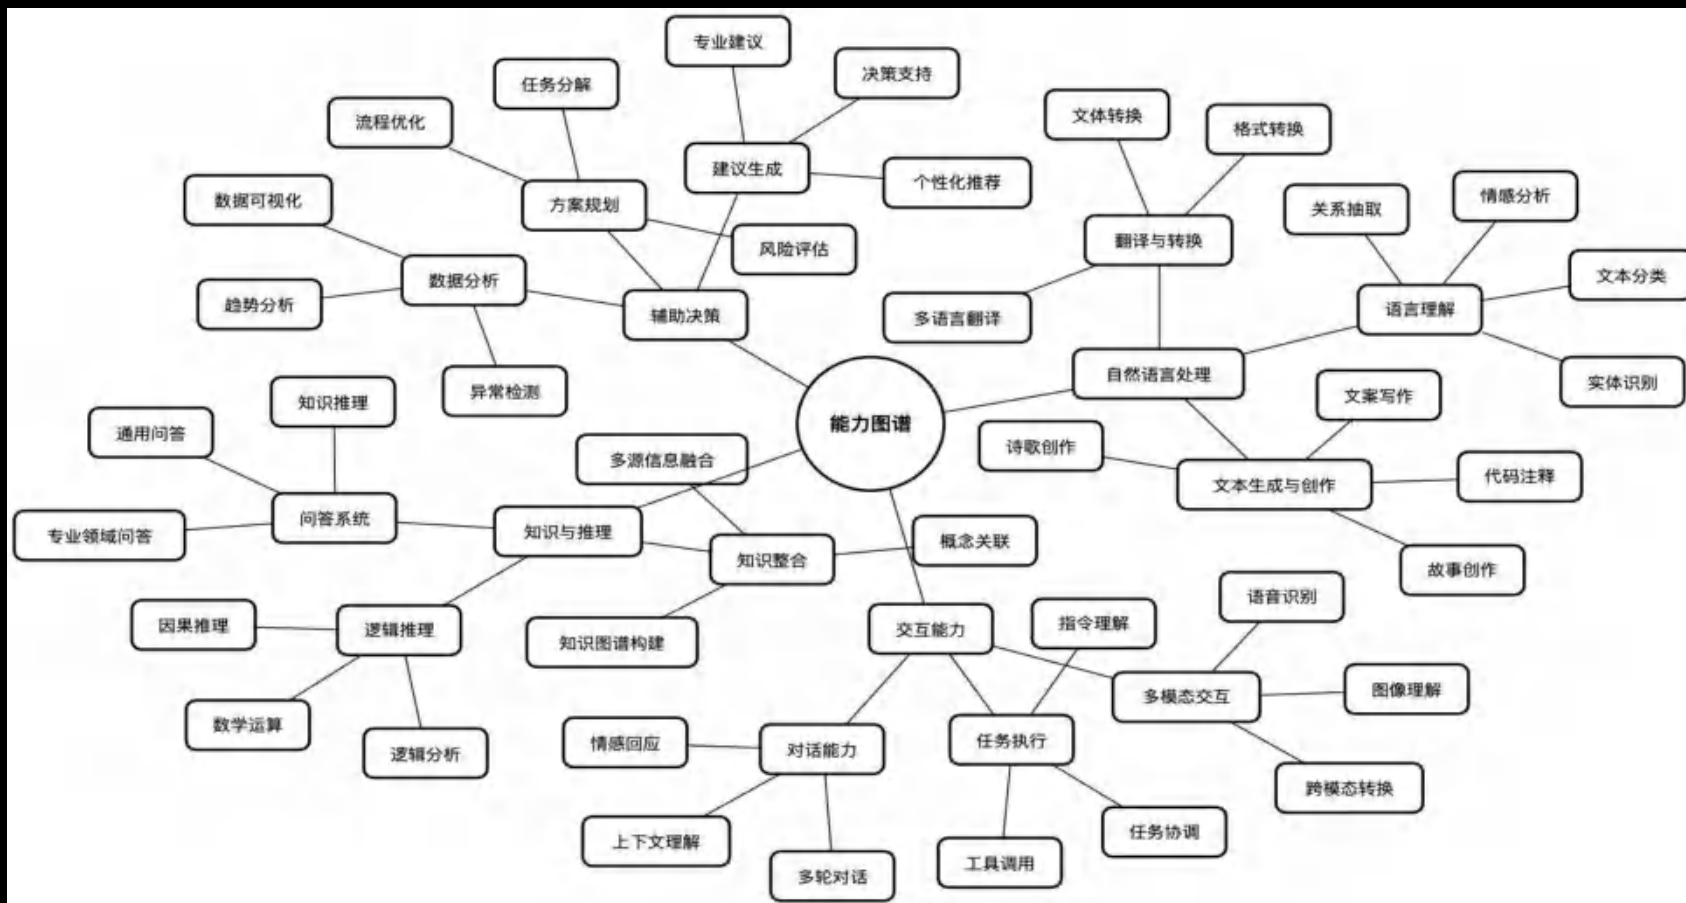 专业建议
决策支持
任务分解
流程优化
文体转换
格式转换
建议生成
个性化推荐
数据可视化
方案规划
关系抽取
情感分析
翻译与转换
风险评估
数据分析
文本分类
趋势分析
辅助决策
多语言翻译
语言理解
自然语言处理
实体识别
异常检测
知识推理
文案写作
能力图谱
通用问答
诗歌创作
多源信息融合
文本生成与创作
代码注释
问答系统
专业领域问答
知识与推理
概念关联
知识整合
故事创作
语音识别
因果推理
逻辑推理
知识图谱构建
交互能力
指令理解
多模态交互
图像理解
数学运算
逻辑分析
情感回应
对话能力
任务执行
跨模态转换
上下文理解
任务协调
多轮对话
工具调用